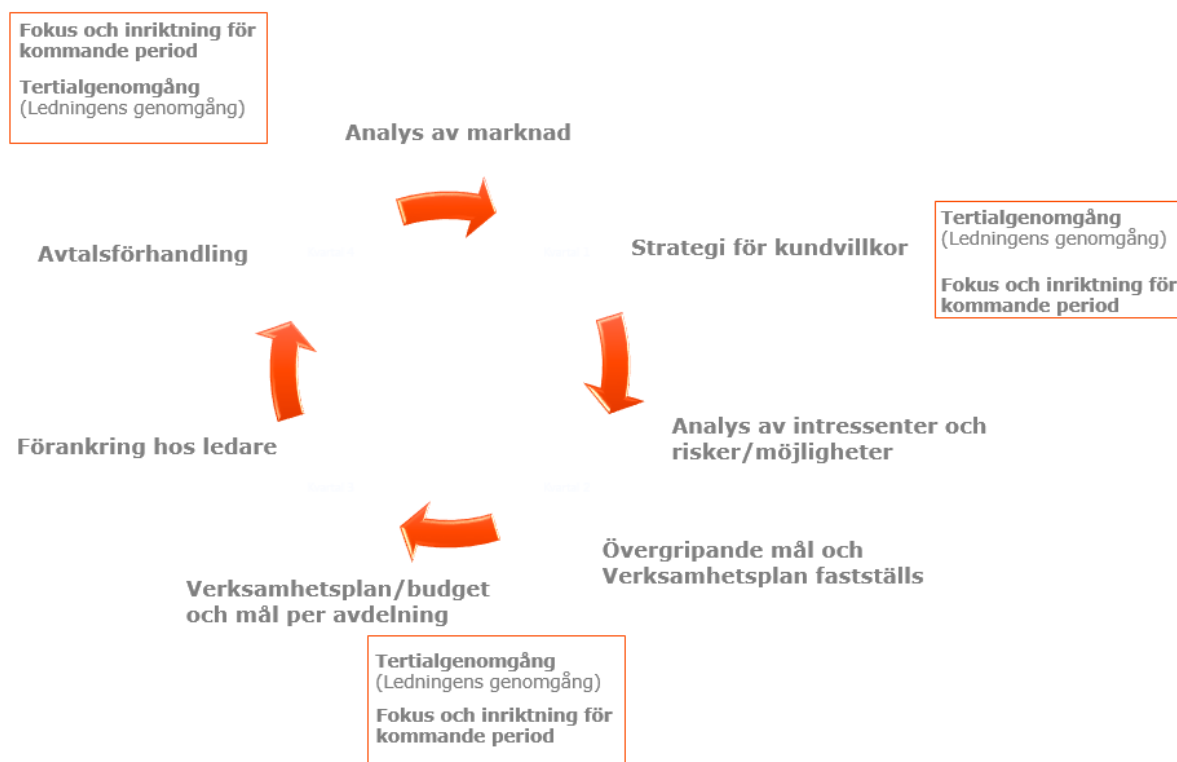 Fokus och inriktning för
kommande period
Tertialgenomgång
(Ledningens genomgång)
Analys av marknad
Strategi för kundvillkor
Tertialgenomgång
(Ledningens genomgång)
Fokus och inriktning för
kommande period
Analys av intressenter och
risker/möjligheter
Övergripande mål och
Verksamhetsplan fastställs
Verksamhetsplan/budget
och mål per avdelning
Tertialgenomgång
(Ledningens genomgång)
Fokus och inriktning för
kommande period
Förankring hos ledare
Avtalsförhandling